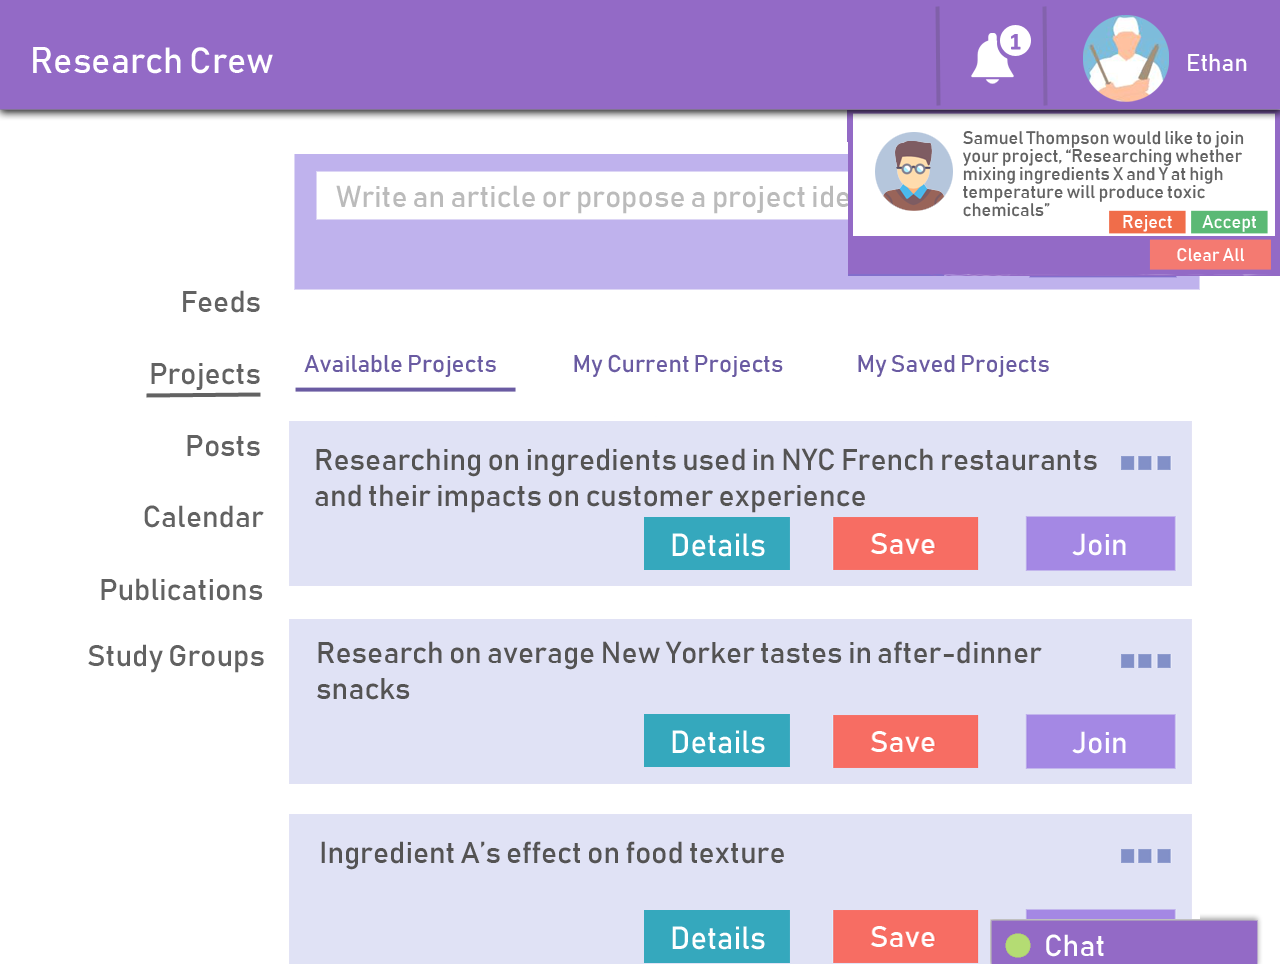 Research Crew
1
Ethan
Samuel Thompson would like to join
your project, “Researching whether
mixing ingredients X and Y at high
temperature will produce toxic
chemicals”
Reject
Accept
Clear All
Write an article or propose a project ide
Feeds
Projects
Posts
Calendar
Publications
Study Groups
Available Projects
My Current Projects
My Saved Projects
Researching on ingredients used in NYC French restaurants
and their impacts on customer experience
Details
Save
Join
Research on average New Yorker tastes in after-dinner
snacks
Details
Save
Join
Ingredient A’s effect on food texture
Details
Save
Chat